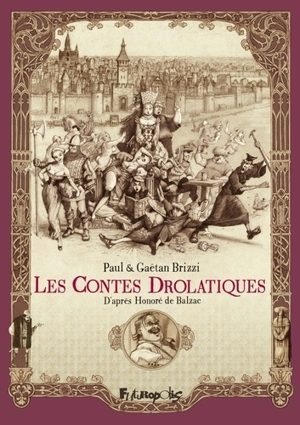 Paul & Gaëtan Brizzi
LES CONTES DROLATIQUES
D'après Honoré de Balzac
Futuropolis